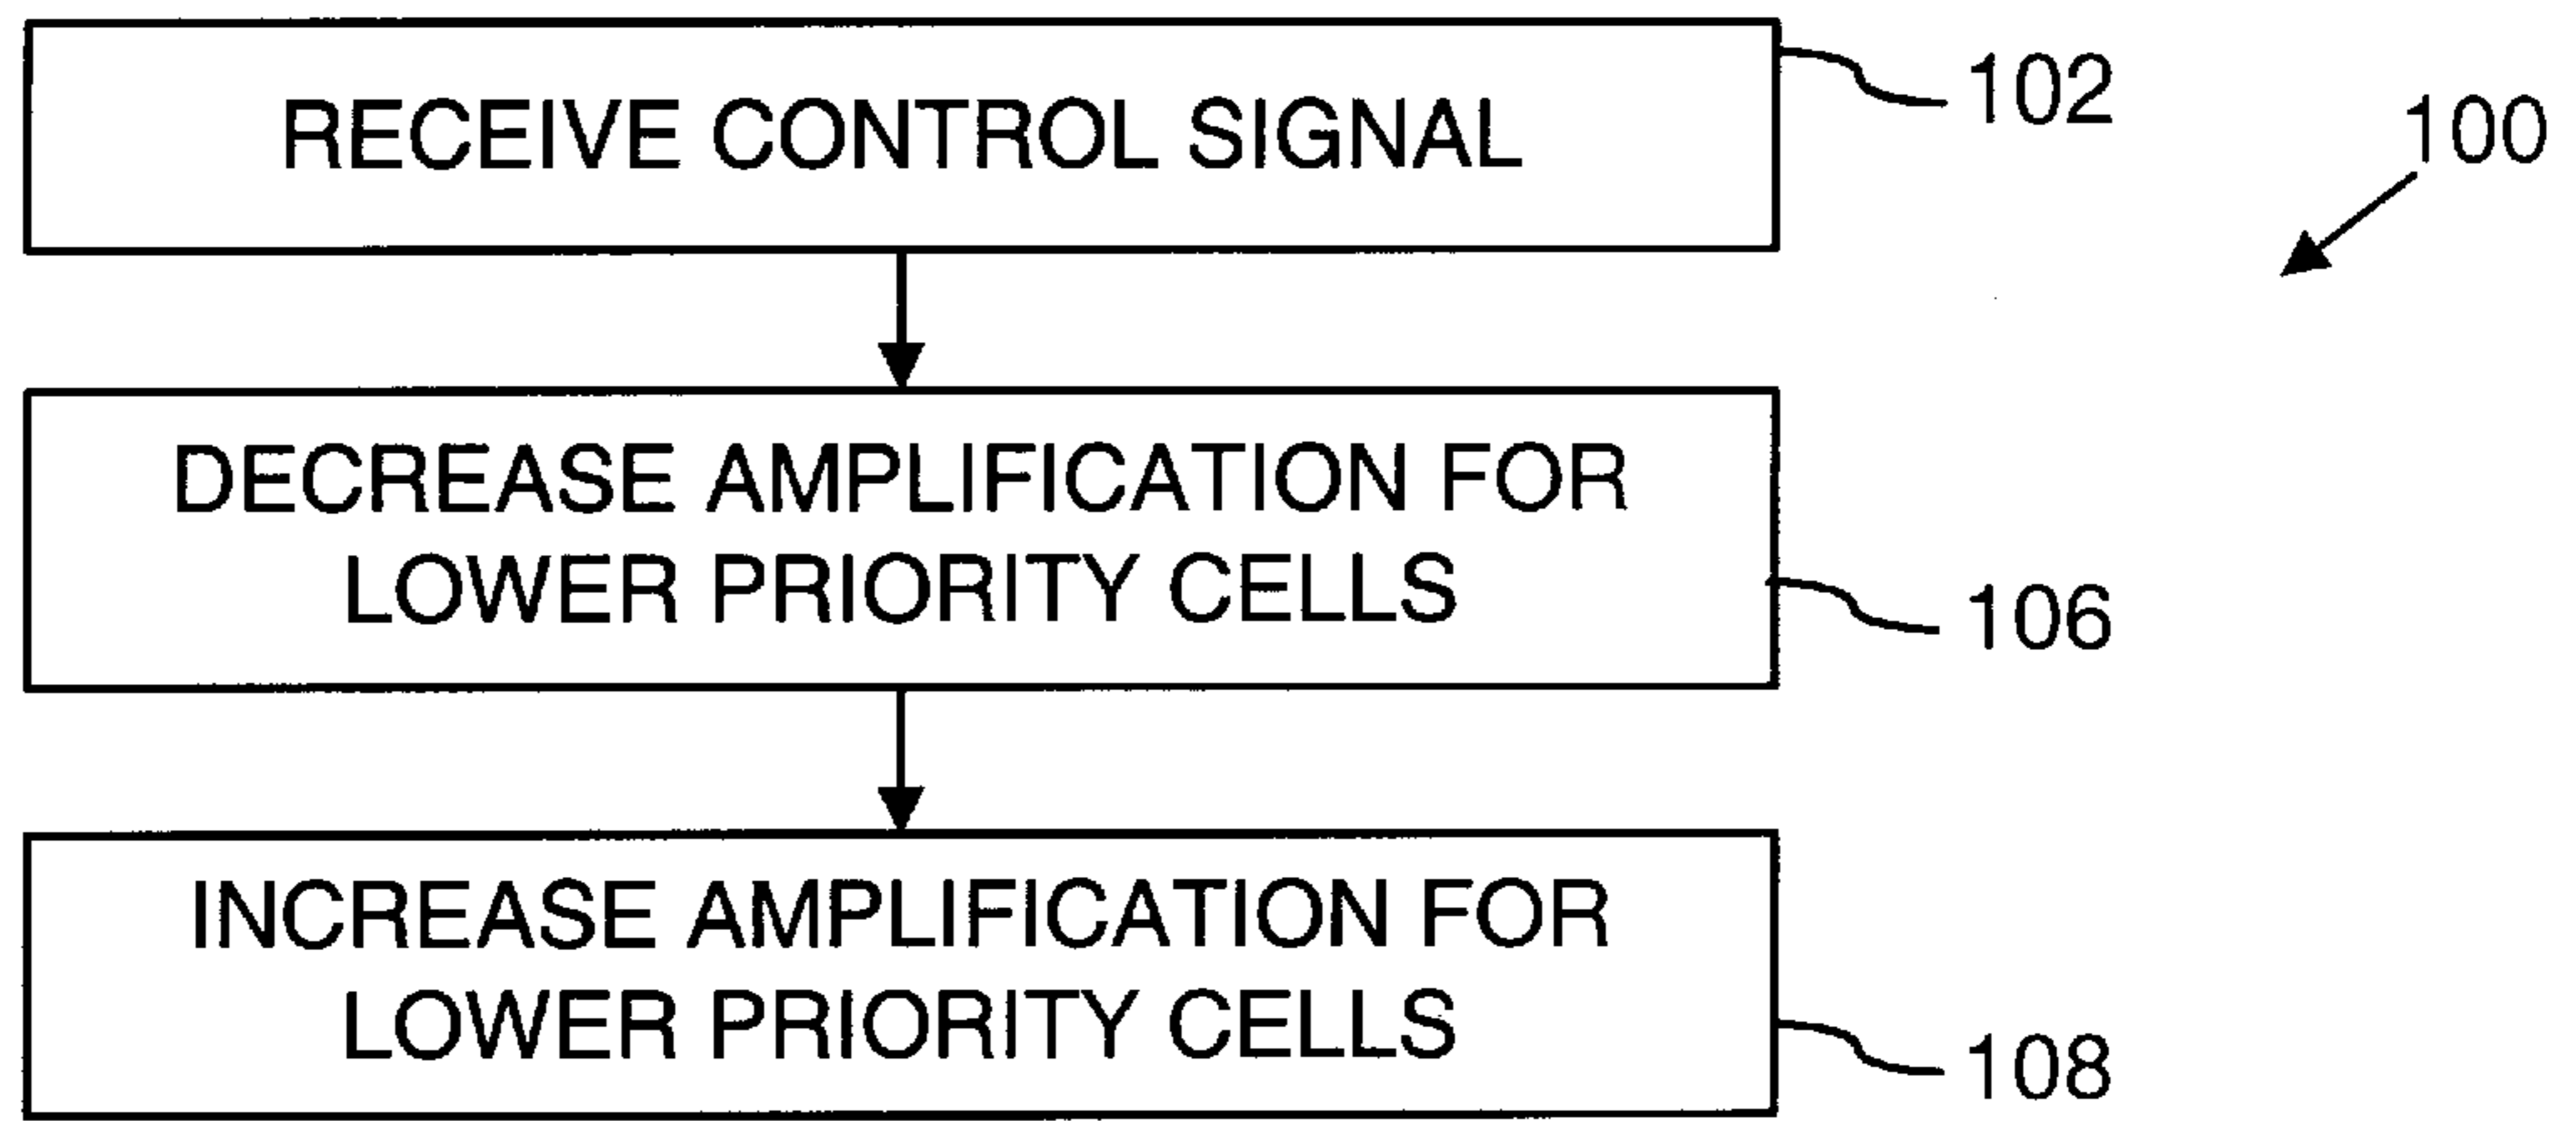 RECEIVE CONTROL SIGNAL
102
100
DECREASE AMPLIFICATION FOR
LOWER PRIORITY CELLS
106
INCREASE AMPLIFICATION FOR
LOWER PRIORITY CELLS
108